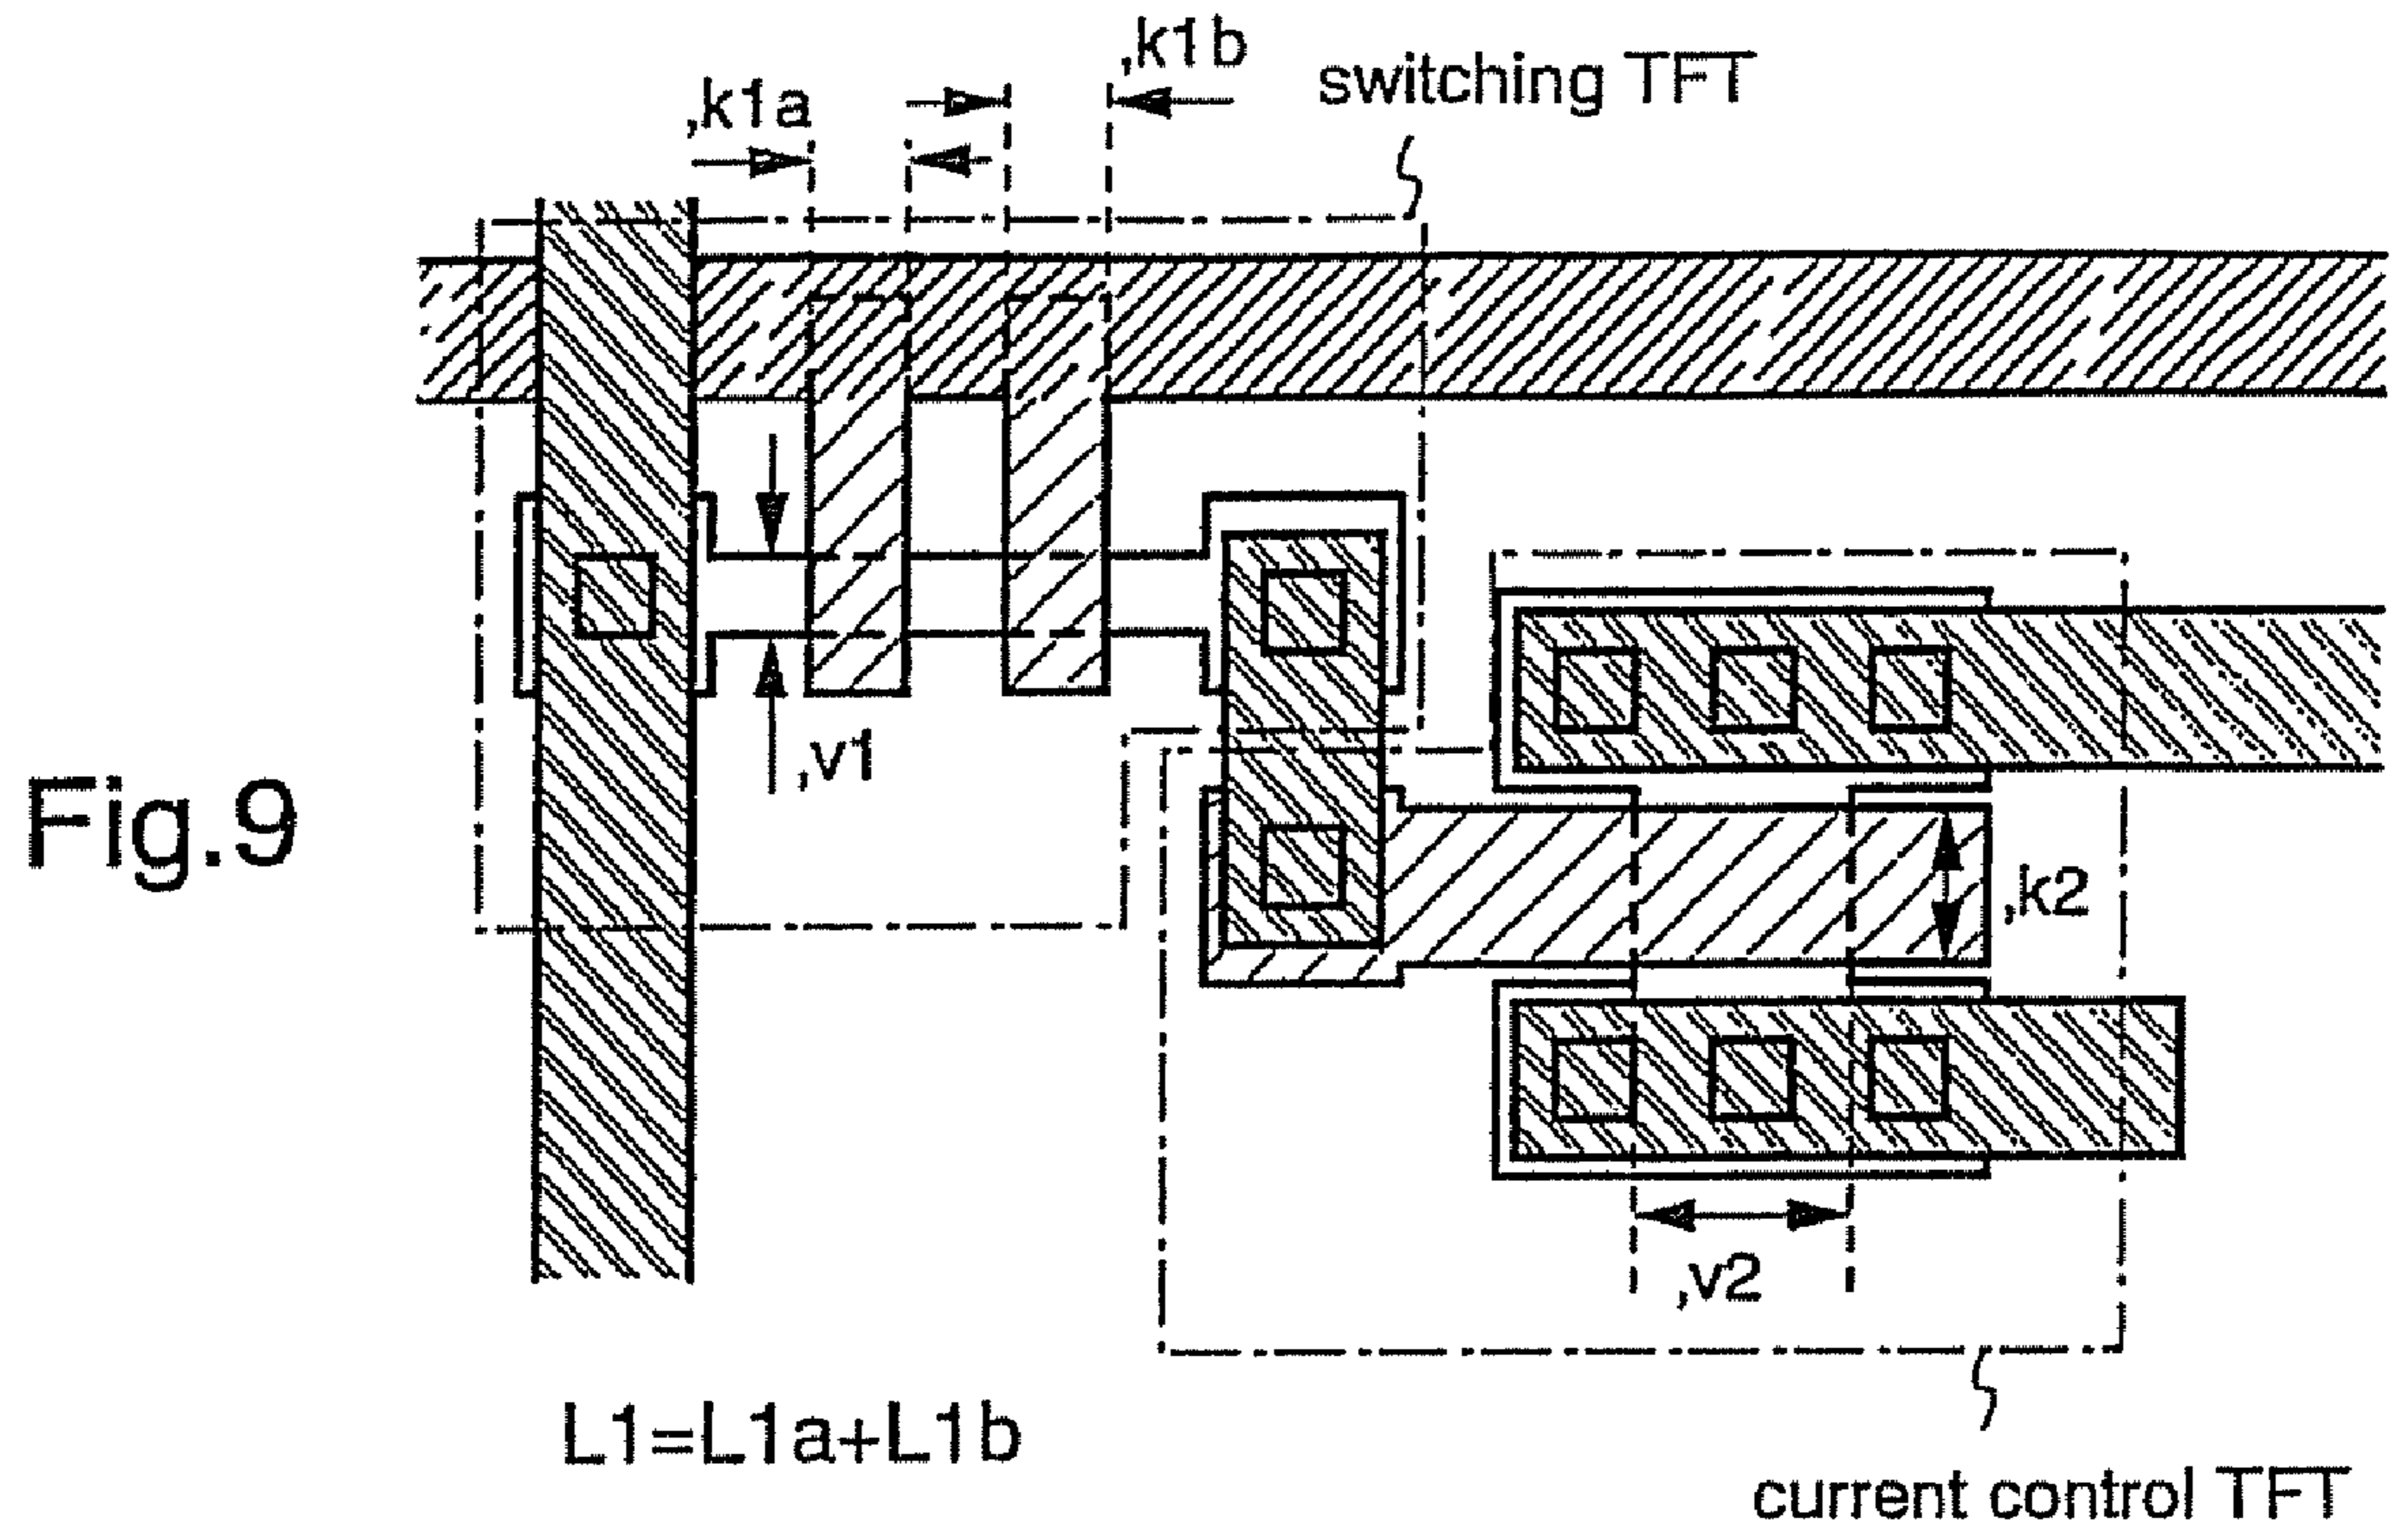 ,k1b
switching TFT
,k1a
,v1
Fig.9
,k2
,v2
L1=L1a+L1b
current control TFT